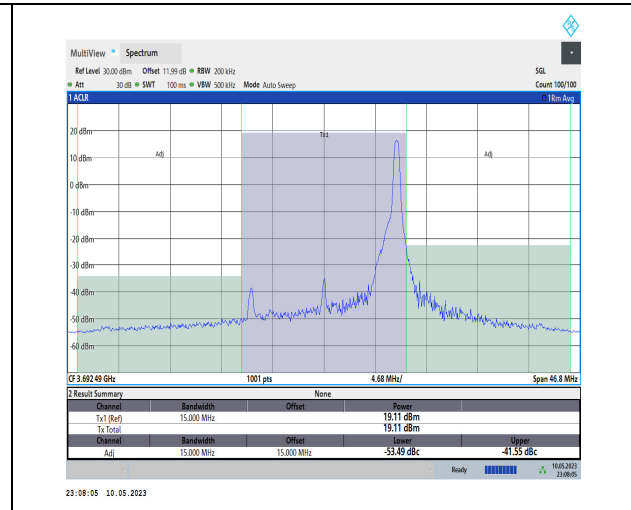 MultiView Spectrum
Ref Level 30.00 dBm Offset 11.99 dB RBW 200 kHz SGL
Att 30 dB SWT 100 ms VBW 500 kHz Mode Auto Sweep Count 100/100
1 ACLR 1Rm Avg
Tx1
20 dBm
Adj Adj
10 dBm
0 dBm
-10 dBm
-20 dBm
-30 dBm
-40 dBm
-50 dBm
-60 dBm
CF 3.692 49 GHz 1001 pts 4.68 MHz/ Span 46.8 MHz
2 Result Summary None
Channel Bandwidth Offset Power
Tx1 (Ref) 15.000 MHz 19.11 dBm
Tx Total 19.11 dBm
Channel Bandwidth Offset Lower Upper
Adj 15.000 MHz 15.000 MHz -53.49 dBc -41.55 dBc
Ready 10.05.2023
23:08:05
23:08:05 10.05.2023